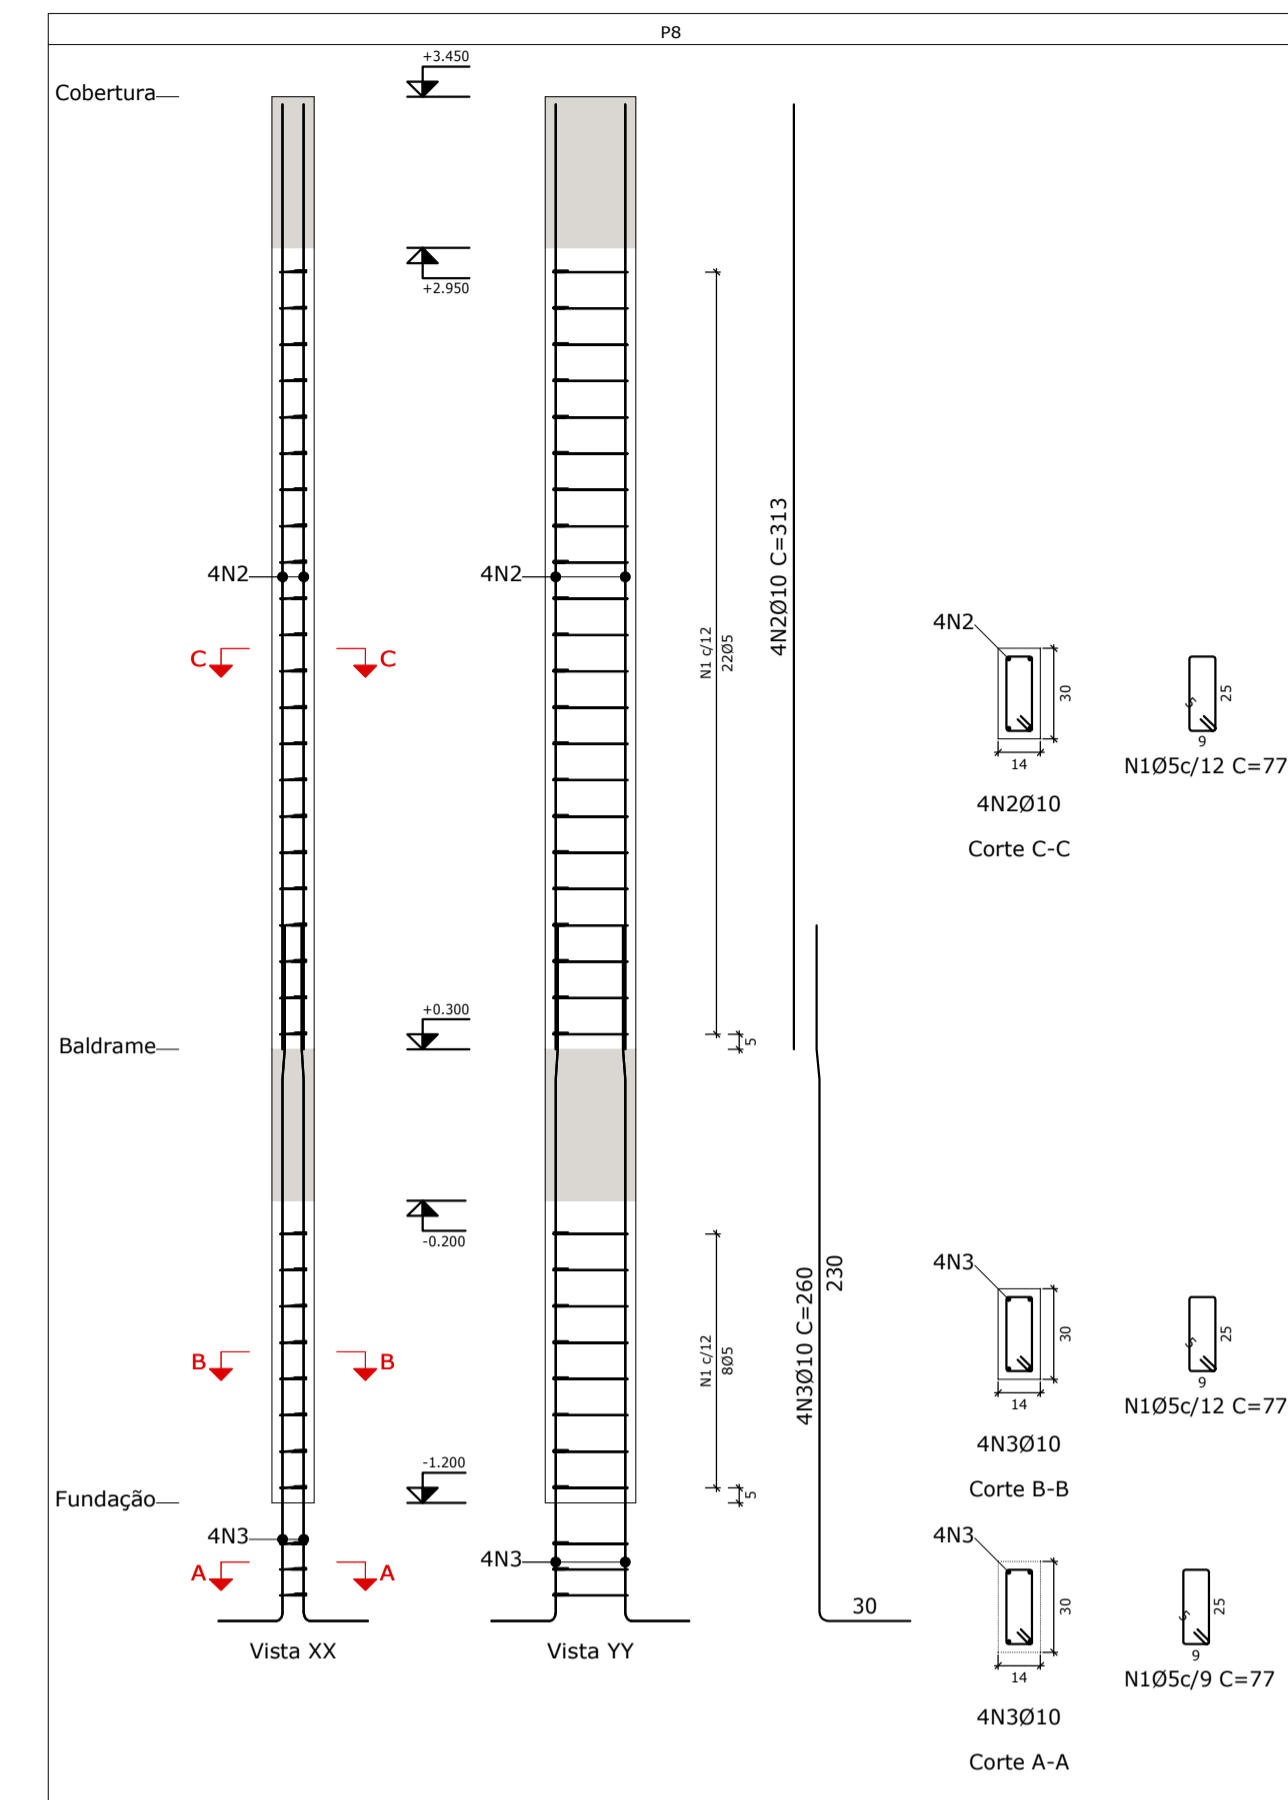 P8
+3.450
Cobertura
+2.950
4N2
4N2
C C
N1 c/12
22Ø5
4N2Ø10 C=313
4N2
30
14
4N2Ø10
Corte C-C
5
25
9
N1Ø5c/12 C=77
+0.300
Baldrame
5
-0.200
B B
N1 c/12
8Ø5
4N3Ø10 C=260
230
4N3
30
14
4N3Ø10
Corte B-B
5
25
9
N1Ø5c/12 C=77
-1.200
Fundação
5
4N3
4N3
A A
30
Vista XX
Vista YY
4N3
30
14
4N3Ø10
Corte A-A
5
25
9
N1Ø5c/9 C=77